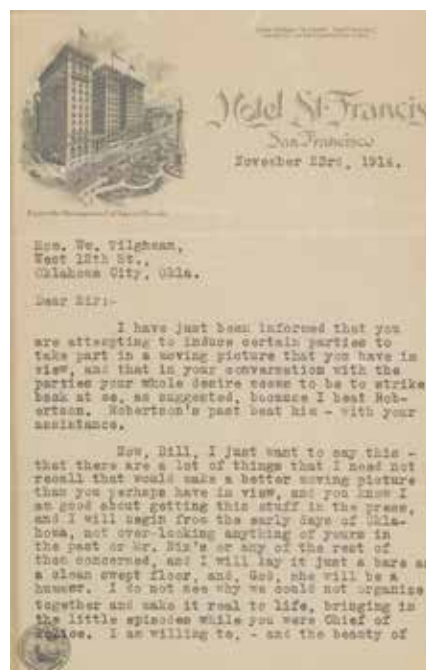 Hotel St. Francis
San Francisco
November 23rd, 1914.
Hon. Wm. Tilghman,
West 12th St.,
Oklahoma City, Okla.
Dear Sir:-
I have just been informed that you
are attempting to induce certain parties to
take part in a moving picture that you have in
view, and that in your conversation with the
parties your whole desire seems to be to strike
back at me, as suggested, because I beat Rob-
ertson. Robertson's past beat him - with your
assistance.
Now, Bill, I just want to say this -
that there are a lot of things that I need not
recall that would make a better moving picture
than you perhaps have in view, and you know I
am good about getting this stuff in the press,
and I will begin from the early days of Okla-
homa, not over-looking anything of yours in
the past or Mr. Nix's or any of the rest of
them concerned, and I will lay it just a bare as
a clean swept floor, and, God, she will be a
hummer. I do not see why we could not organize
together and make it real to life, bringing in
the little episodes while you were Chief of
Police. I am willing to, - and the beauty of